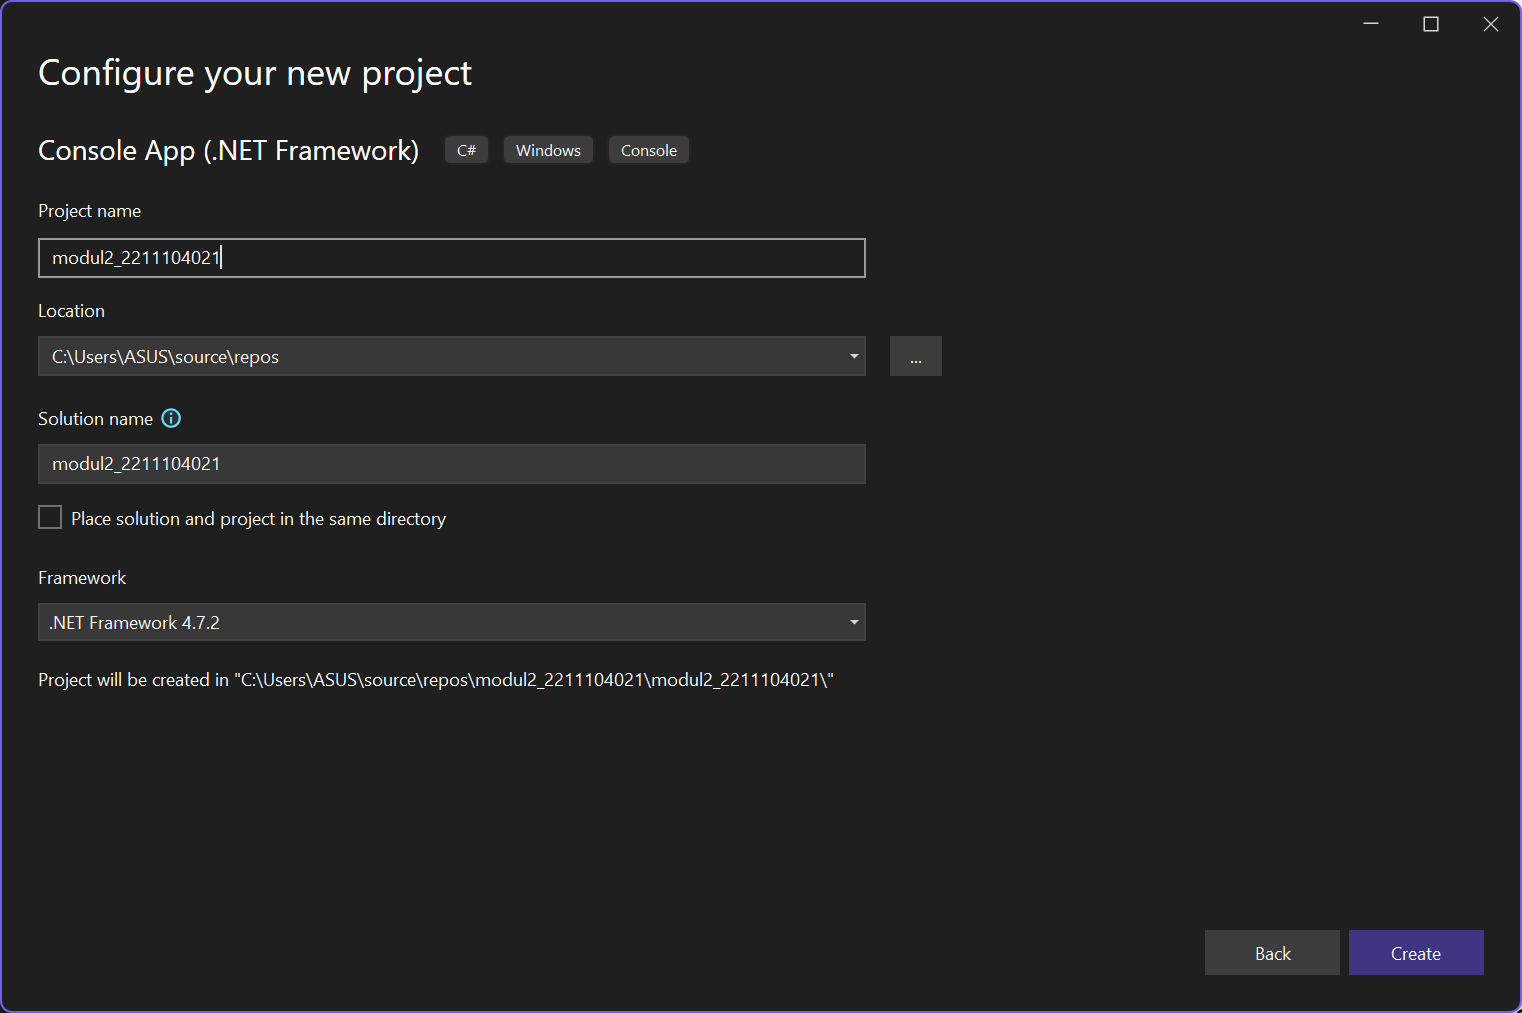 Configure your new project
Console App (.NET Framework) C# Windows Console
Project name
modul2_2211104021
Location
C:\Users\ASUS\source\repos
...
Solution name
modul2_2211104021
Place solution and project in the same directory
Framework
.NET Framework 4.7.2
Project will be created in "C:\Users\ASUS\source\repos\modul2_2211104021\modul2_2211104021\"
Back Create